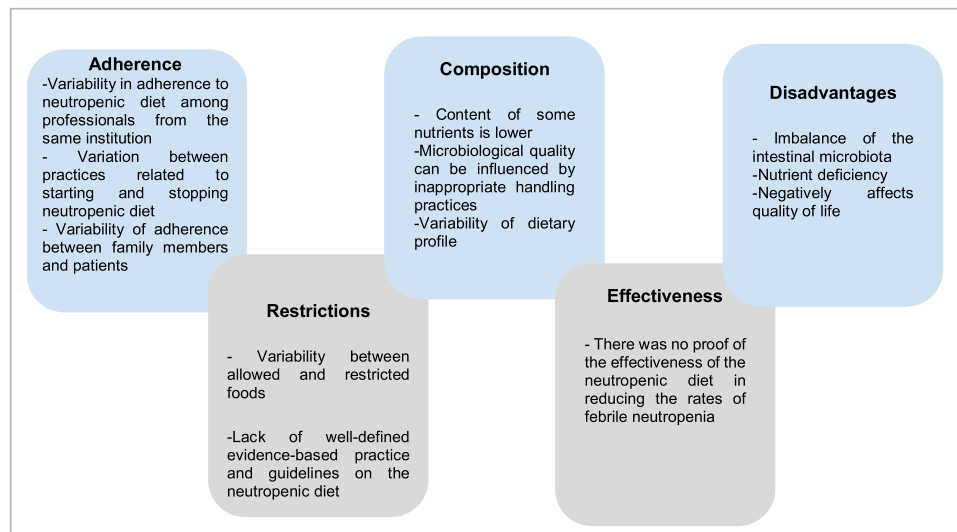 Adherence
-Variability in adherence to
neutropenic diet among
professionals from the
same institution
- Variation between
practices related to
starting and stopping
neutropenic diet
- Variability of adherence
between family members
and patients
Restrictions
- Variability between
allowed and restricted
foods
-Lack of well-defined
evidence-based practice
and guidelines on the
neutropenic diet
Composition
- Content of some
nutrients is lower
-Microbiological quality
can be influenced by
inappropriate handling
practices
-Variability of dietary
profile
Effectiveness
- There was no proof of
the effectiveness of the
neutropenic diet in
reducing the rates of
febrile neutropenia
Disadvantages
- Imbalance of the
intestinal microbiota
-Nutrient deficiency
-Negatively affects
quality of life